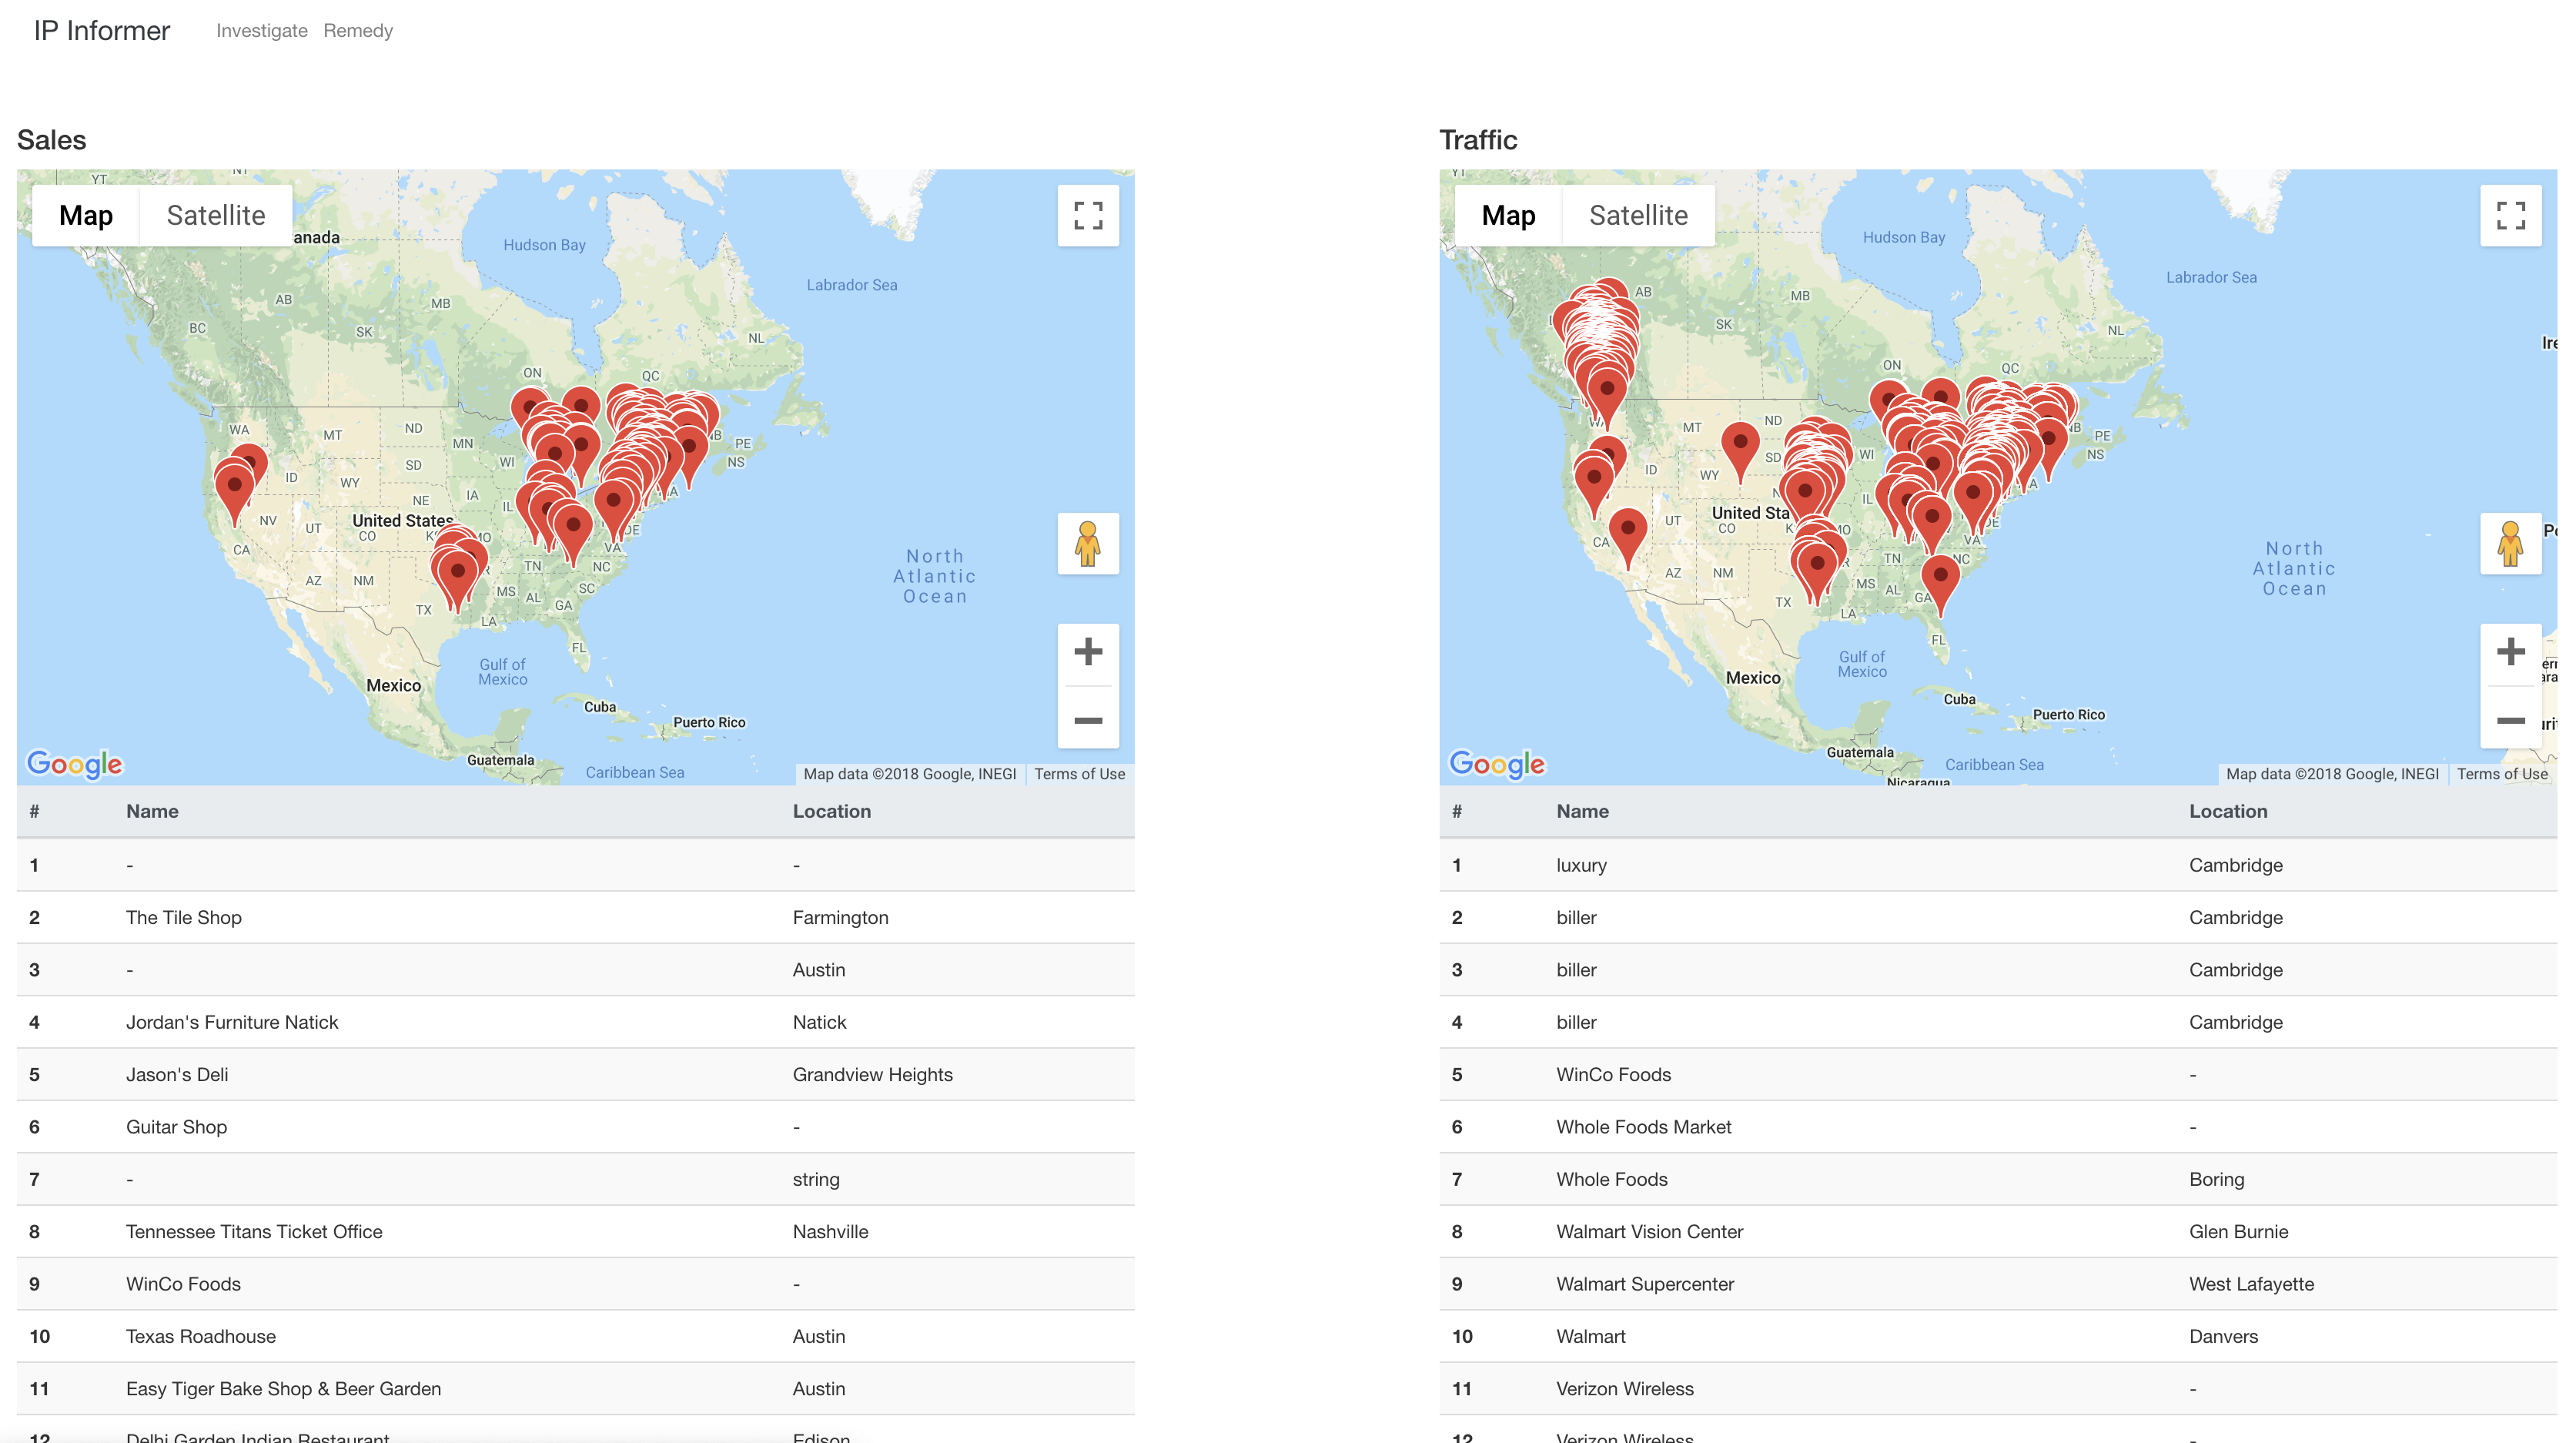 IP Informer Investigate Remedy
Sales
Map Satellite
anada
YT
Hudson Bay
Labrador Sea
AB
MB
BC
SK
NL
ON
QC
WA
MT
ND
MN
PE
NS
WI
SD
ID
WY
NE
IA
IL
NV
UT
United States
CO
CA
VA
TN
NC
AZ
NM
MS
AL
SC
GA
TX
LA
FL
Gulf of
Mexico
Mexico
Cuba
Puerto Rico
Guatemala
Caribbean Sea
North
Atlantic
Ocean
Google
Map data ©2018 Google, INEGI Terms of Use
# Name Location
1 - -
2 The Tile Shop Farmington
3 - Austin
4 Jordan's Furniture Natick Natick
5 Jason's Deli Grandview Heights
6 Guitar Shop -
7 - string
8 Tennessee Titans Ticket Office Nashville
9 WinCo Foods -
10 Texas Roadhouse Austin
11 Easy Tiger Bake Shop & Beer Garden Austin
12 Delhi Garden Indian Restaurant Edison
Traffic
Map Satellite
Hudson Bay
Labrador Sea
AB
MB
SK
NL
ON
QC
MT
ND
PE
NS
WI
SD
ID
WY
IL
UT
United Sta
CO
CA
VA
TN
NC
AZ
NM
MS
AL
GA
TX
LA
FL
Gulf of
Mexico
Mexico
Cuba
Puerto Rico
Guatemala
Caribbean Sea
Nicaragua
North
Atlantic
Ocean
Google
Map data ©2018 Google, INEGI Terms of Use
# Name Location
1 luxury Cambridge
2 biller Cambridge
3 biller Cambridge
4 biller Cambridge
5 WinCo Foods -
6 Whole Foods Market -
7 Whole Foods Boring
8 Walmart Vision Center Glen Burnie
9 Walmart Supercenter West Lafayette
10 Walmart Danvers
11 Verizon Wireless -
12 Verizon Wireless -